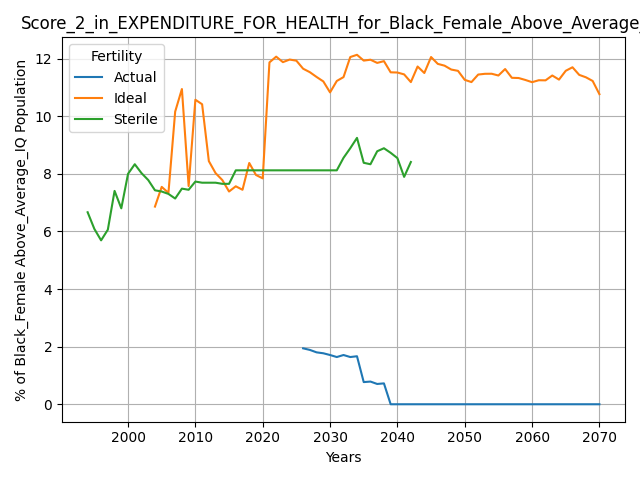 Score_2_in_EXPENDITURE_FOR_HEALTH_for_Black_Female_Above_Average_
Fertility
Actual
Ideal
Sterile
% of Black_Female Above_Average_IQ Population
12
10
8
6
4
2
0
2000 2010 2020 2030 2040 2050 2060 2070
Years